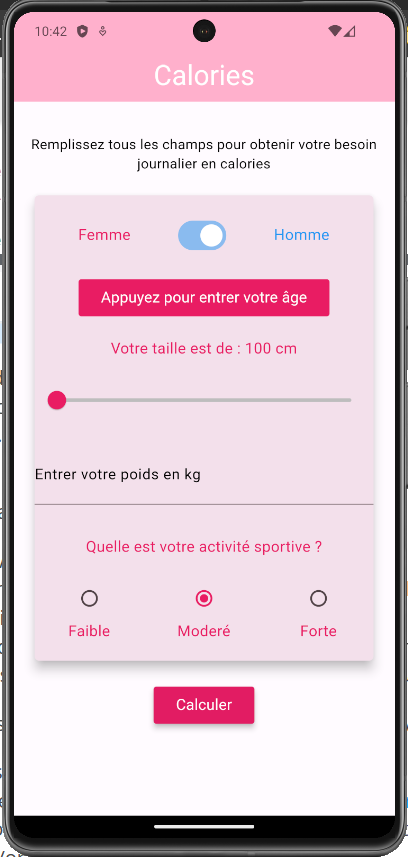 10:42
Calories
Remplissez tous les champs pour obtenir votre besoin
journalier en calories
Femme Homme
Appuyez pour entrer votre âge
Votre taille est de : 100 cm
Entrer votre poids en kg
Quelle est votre activité sportive ?
Faible Moderé Forte
Calculer